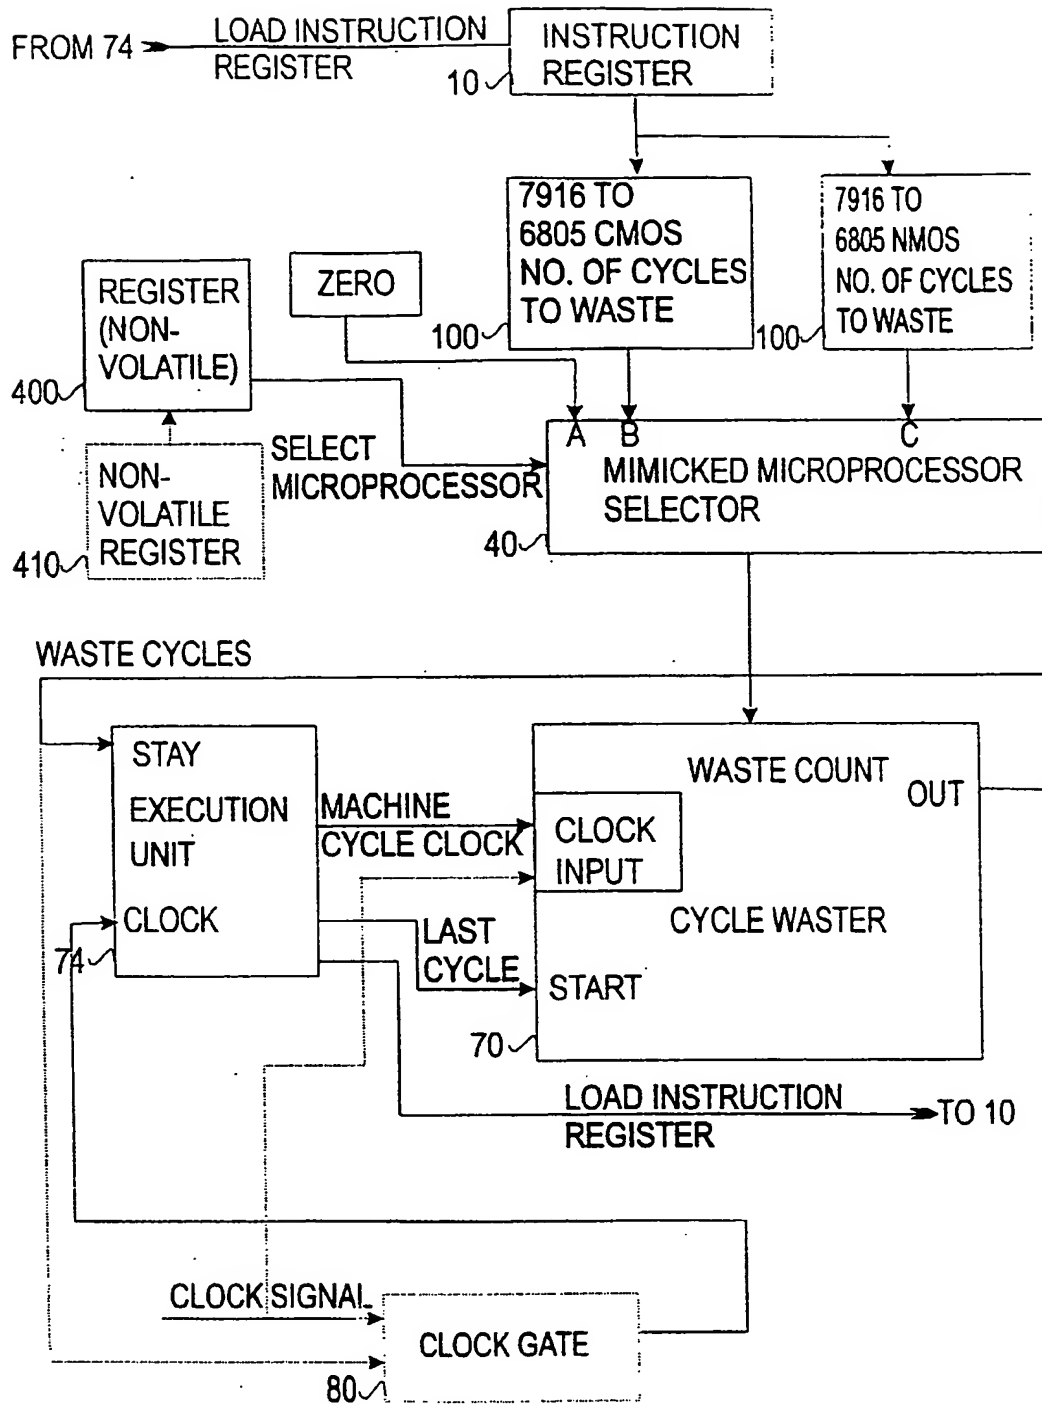 FROM 74
LOAD INSTRUCTION
REGISTER
INSTRUCTION
REGISTER
10
7916 TO
6805 CMOS
NO. OF CYCLES
TO WASTE
100
7916 TO
6805 NMOS
NO. OF CYCLES
TO WASTE
100
ZERO
REGISTER
(NON-
VOLATILE)
400
NON-
VOLATILE
REGISTER
410
SELECT
MICROPROCESSOR
A B C
MIMICKED MICROPROCESSOR
SELECTOR
40
WASTE CYCLES
STAY
EXECUTION
UNIT
CLOCK
74
MACHINE
CYCLE CLOCK
LAST
CYCLE
WASTE COUNT
OUT
CLOCK
INPUT
CYCLE WASTER
START
70
LOAD INSTRUCTION
REGISTER
TO 10
CLOCK SIGNAL
CLOCK GATE
80